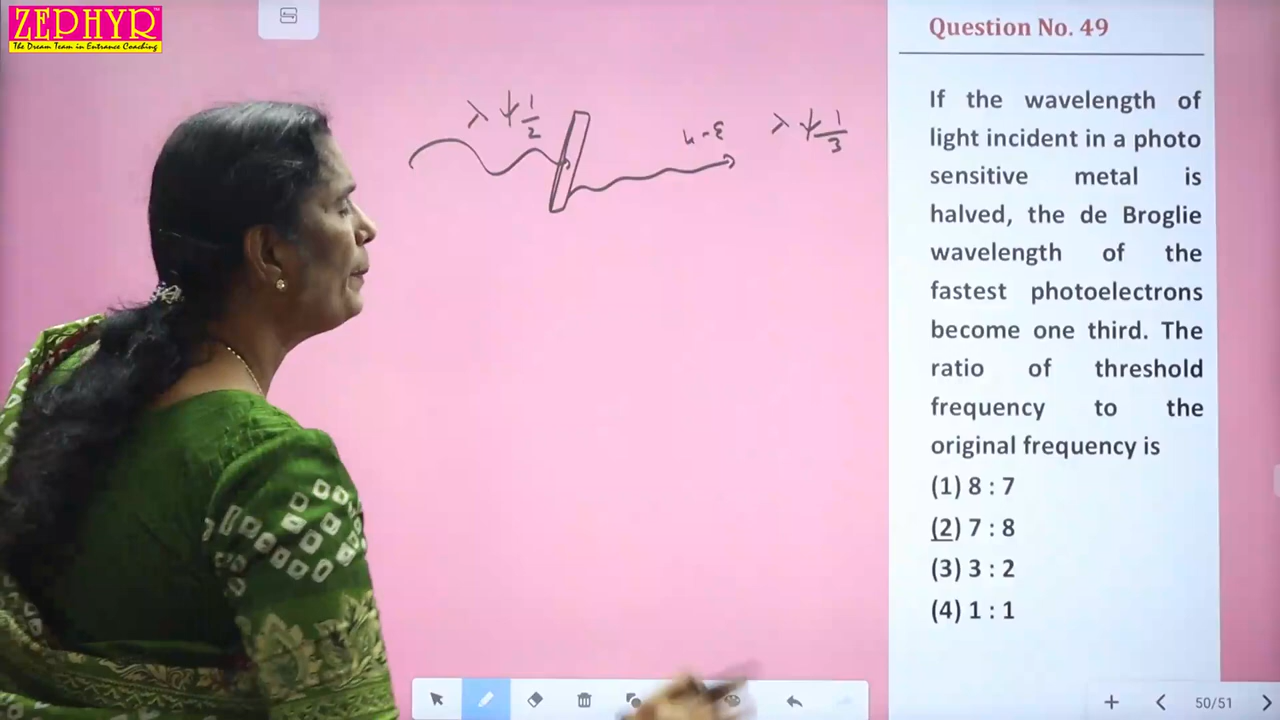 ZEPHYR™
The Dream Team in Entrance Coaching
Question No. 49
If the wavelength of
light incident in a photo
sensitive metal is
halved, the de Broglie
wavelength of the
fastest photoelectrons
become one third. The
ratio of threshold
frequency to the
original frequency is
(1) 8 : 7
(2) 7 : 8
(3) 3 : 2
(4) 1 : 1
λ ↓ 1/2
λ ↓ 1/3
50/51